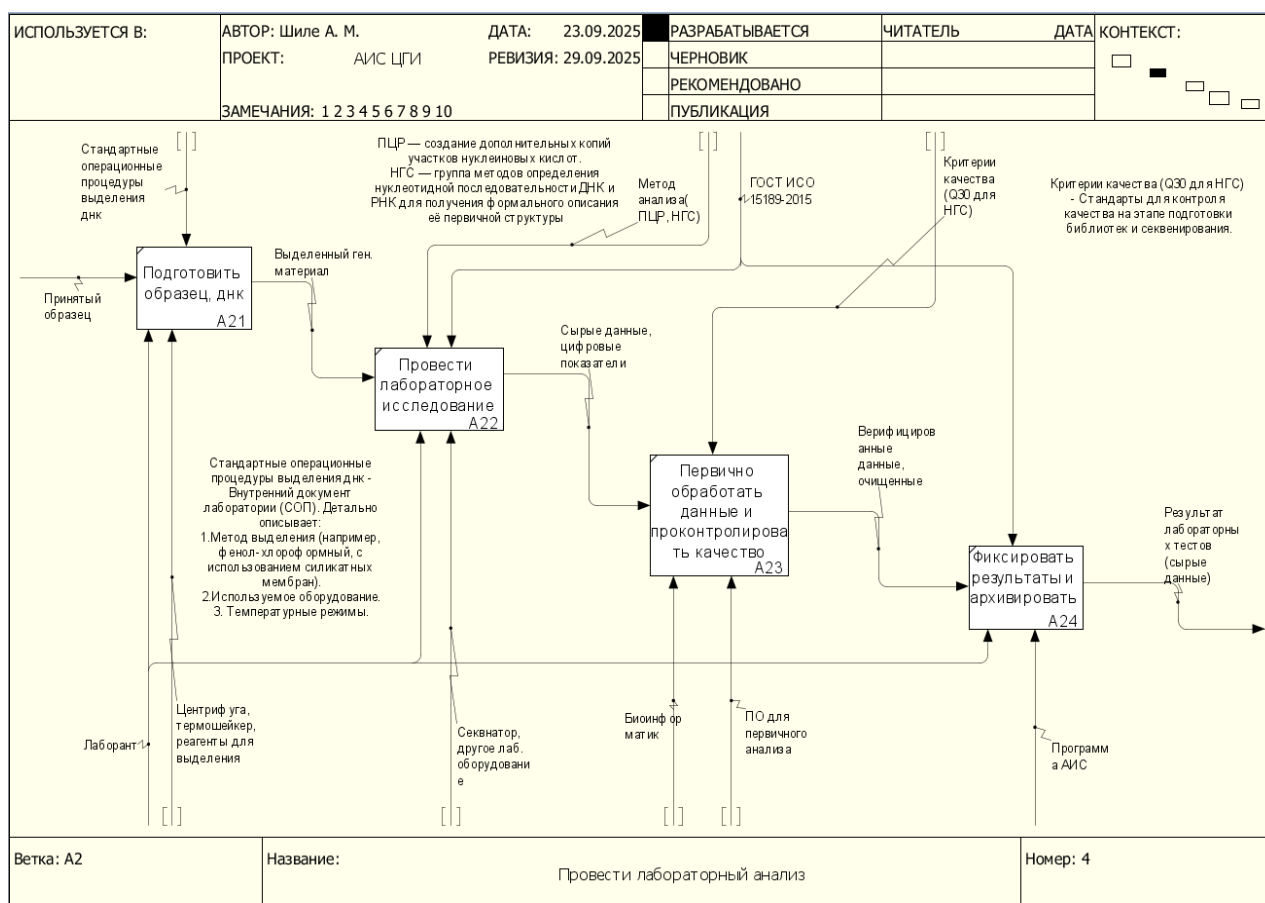 ИСПОЛЬЗУЕТСЯ В:
АВТОР: Шиле А. М.
ДАТА: 23.09.2025
ПРОЕКТ: АИС ЦГИ
РЕВИЗИЯ: 29.09.2025
ЗАМЕЧАНИЯ: 1 2 3 4 5 6 7 8 9 10
РАЗРАБАТЫВАЕТСЯ
ЧЕРНОВИК
РЕКОМЕНДОВАНО
ПУБЛИКАЦИЯ
ЧИТАТЕЛЬ
ДАТА
КОНТЕКСТ:
Стандартные
операционные
процедуры
выделения
днк
ПЦР — создание дополнительных копий
участков нуклеиновых кислот.
НГС — группа методов определения
нуклеотидной последовательности ДНК и
РНК для получения формального описания
её первичной структуры
Метод
анализа(
ПЦР, НГС)
ГОСТ ИСО
15189-2015
Критерии
качества
(Q30 для
НГС)
Критерии качества (Q30 для НГС)
- Стандарты для контроля
качества на этапе подготовки
библиотек и секвенирования.
Принятый
образец
Подготовить
образец, днк
A21
Выделенный ген.
материал
Провести
лабораторное
исследование
A22
Сырые данные,
цифровые
показатели
Стандартные операционные
процедуры выделения днк -
Внутренний документ
лаборатории (СОП). Детально
описывает:
1.Метод выделения (например,
фенол-хлороформный, с
использованием силикатных
мембран).
2.Используемое оборудование.
3. Температурные режимы.
Первично
обработать
данные и
проконтролирова
ть качество
A23
Верифициров
анные
данные,
очищенные
Фиксировать
результаты и
архивировать
A24
Результат
лабораторны
х тестов
(сырые
данные)
Лаборант
Центрифуга,
термошейкер,
реагенты для
выделения
Секвнатор,
другое лаб.
оборудовани
е
Биоинфор
матик
ПО для
первичного
анализа
Программ
а АИС
Ветка: A2
Название:
Провести лабораторный анализ
Номер: 4